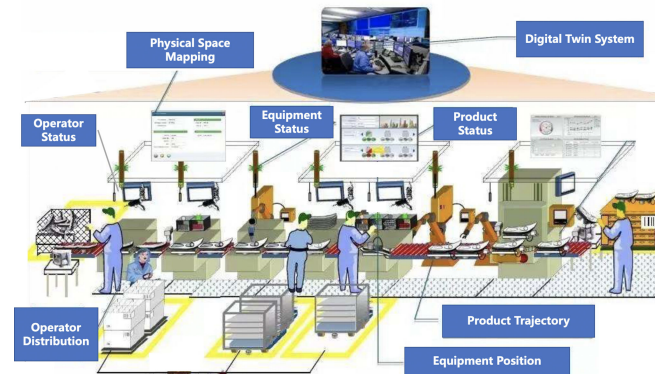 Physical Space
Mapping
Digital Twin System
Operator
Status
Equipment
Status
Product
Status
Operator
Distribution
Product Trajectory
Equipment Position